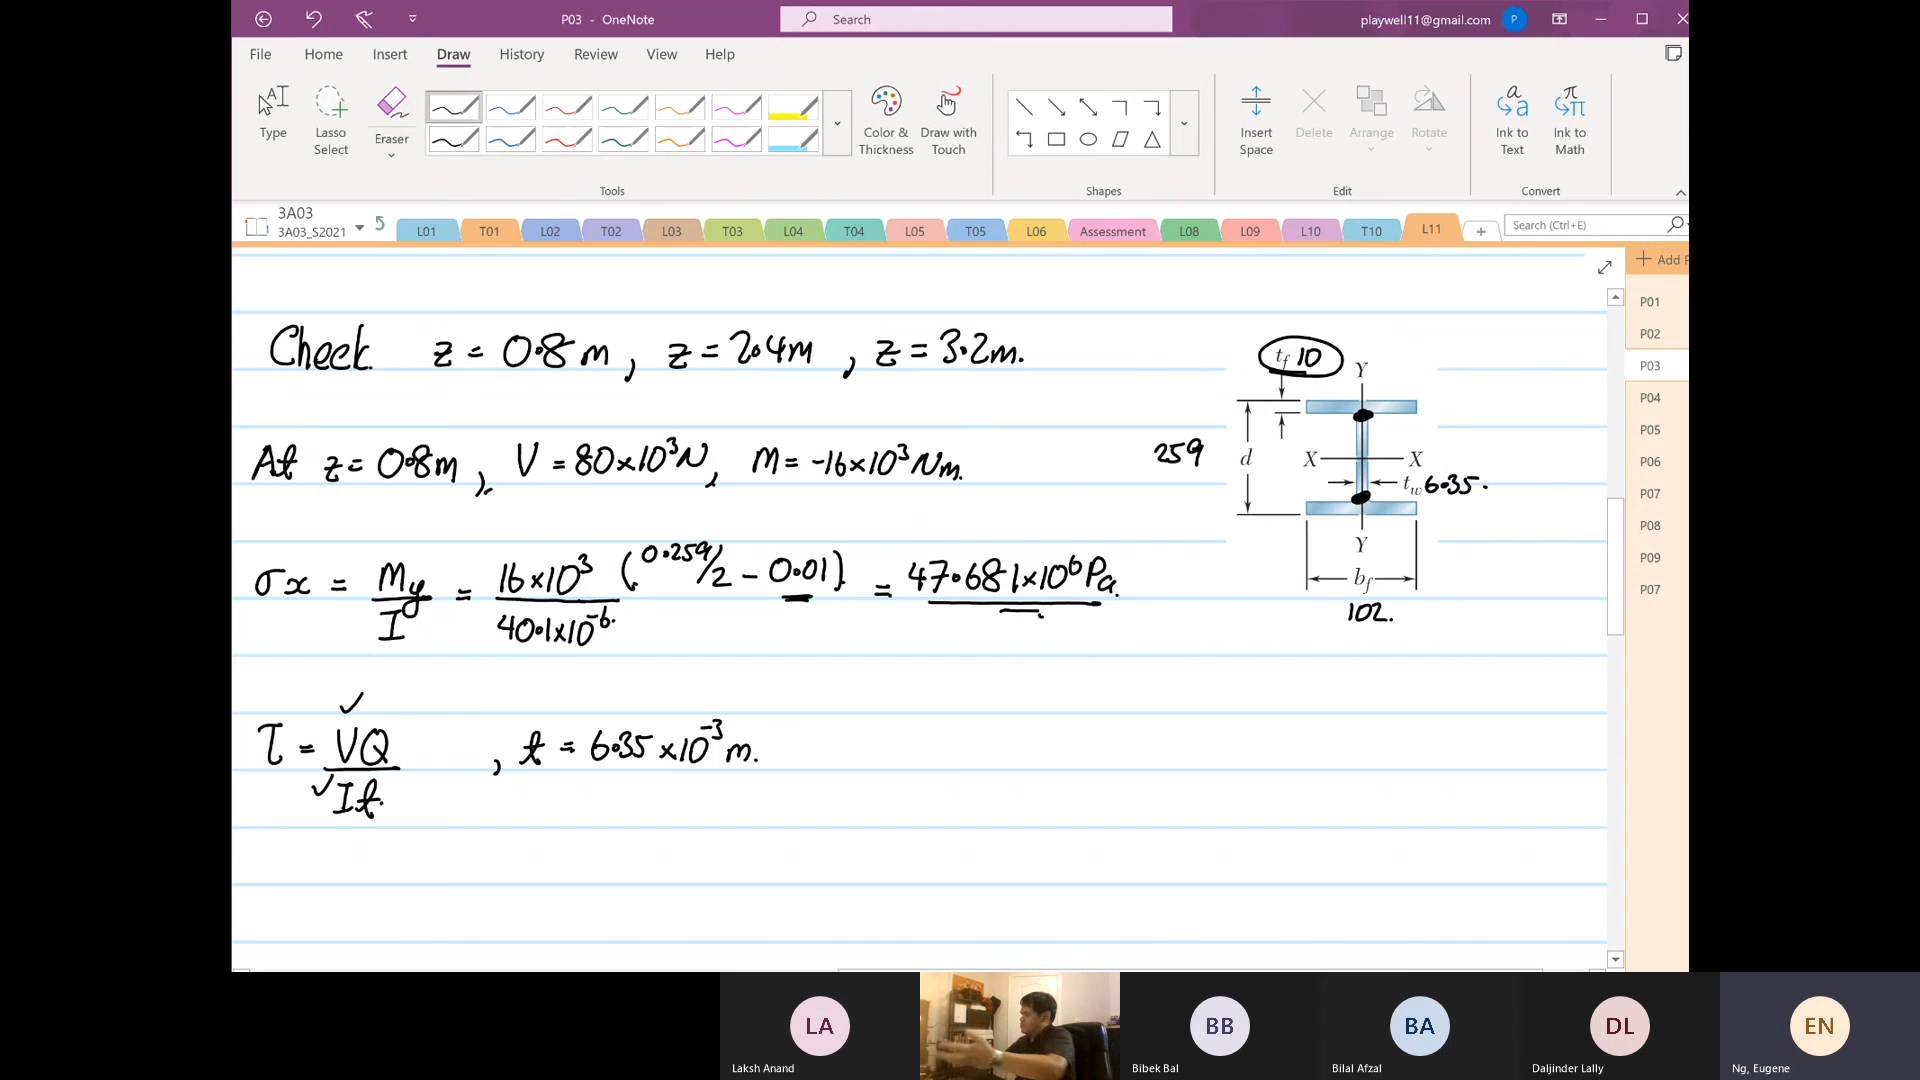 P03 - OneNote
Search
playwell11@gmail.com
P
File Home Insert Draw History Review View Help
Type
Lasso Select
Eraser
Color & Thickness
Draw with Touch
Insert Space
Delete
Arrange
Rotate
Ink to Text
Ink to Math
Tools
Shapes
Edit
Convert
3A03
3A03_S2021
L01 T01 L02 T02 L03 T03 L04 T04 L05 T05 L06 Assessment L08 L09 L10 T10 L11
Search (Ctrl+E)
Add P
P01
P02
P03
P04
P05
P06
P07
P08
P09
P07
Check z = 0.8m, z = 2.4m, z = 3.2m.
At z = 0.8m, V = 80×10³N, M = -16×10³Nm.
σx = My/I = 16×10³/40.1×10⁻⁶ (0.259/2 - 0.01) = 47.681×10⁶Pa.
✓
τ = VQ/It, t = 6.35×10⁻³m.
✓
tf 10
Y
259 d X X
tw 6.35.
Y
bf
102.
LA
Laksh Anand
BB
Bibek Bal
BA
Bilal Afzal
DL
Daljinder Lally
EN
Ng, Eugene